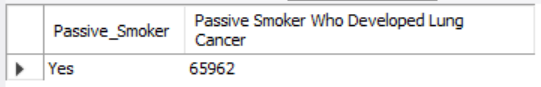 Passive_Smoker
Passive Smoker Who Developed Lung
Cancer
Yes
65962